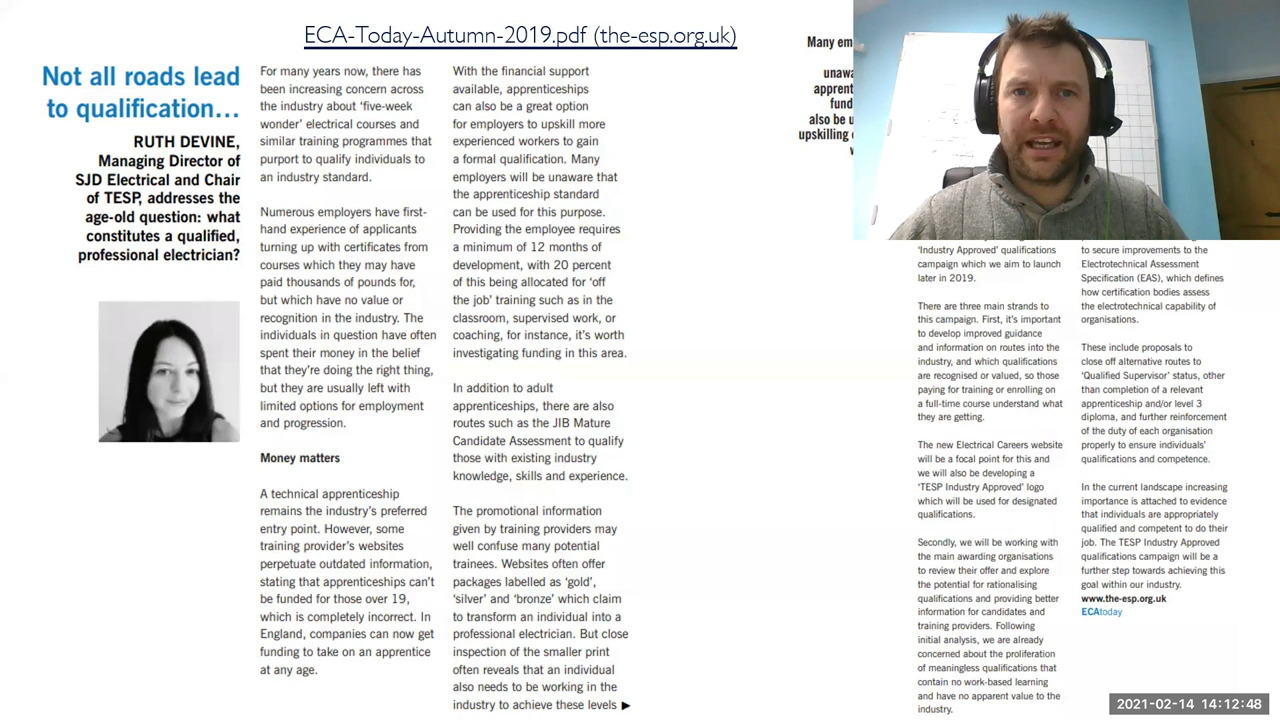 ECA-Today-Autumn-2019.pdf (the-esp.org.uk)
Not all roads lead
to qualification…
RUTH DEVINE,
Managing Director of
SJD Electrical and Chair
of TESP, addresses the
age-old question: what
constitutes a qualified,
professional electrician?
For many years now, there has
been increasing concern across
the industry about ‘five-week
wonder’ electrical courses and
similar training programmes that
purport to qualify individuals to
an industry standard.
Numerous employers have first-
hand experience of applicants
turning up with certificates from
courses which they may have
paid thousands of pounds for,
but which have no value or
recognition in the industry. The
individuals in question have often
spent their money in the belief
that they’re doing the right thing,
but they are usually left with
limited options for employment
and progression.
Money matters
A technical apprenticeship
remains the industry’s preferred
entry point. However, some
training provider’s websites
perpetuate outdated information,
stating that apprenticeships can’t
be funded for those over 19,
which is completely incorrect. In
England, companies can now get
funding to take on an apprentice
at any age.
With the financial support
available, apprenticeships
can also be a great option
for employers to upskill more
experienced workers to gain
a formal qualification. Many
employers will be unaware that
the apprenticeship standard
can be used for this purpose.
Providing the employee requires
a minimum of 12 months of
development, with 20 percent
of this being allocated for ‘off
the job’ training such as in the
classroom, supervised work, or
coaching, for instance, it’s worth
investigating funding in this area.
In addition to adult
apprenticeships, there are also
routes such as the JIB Mature
Candidate Assessment to qualify
those with existing industry
knowledge, skills and experience.
The promotional information
given by training providers may
well confuse many potential
trainees. Websites often offer
packages labelled as ‘gold’,
‘silver’ and ‘bronze’ which claim
to transform an individual into a
professional electrician. But close
inspection of the smaller print
often reveals that an individual
also needs to be working in the
industry to achieve these levels ▶
Many em
unawa
apprent
fund
also be u
upskilling
‘Industry Approved’ qualifications
campaign which we aim to launch
later in 2019.
There are three main strands to
this campaign. First, it’s important
to develop improved guidance
and information on routes into the
industry, and which qualifications
are recognised or valued, so those
paying for training or enrolling on
a full-time course understand what
they are getting.
The new Electrical Careers website
will be a focal point for this and
we will also be developing a
‘TESP Industry Approved’ logo
which will be used for designated
qualifications.
Secondly, we will be working with
the main awarding organisations
to review their offer and explore
the potential for rationalising
qualifications and providing better
information for candidates and
training providers. Following
initial analysis, we are already
concerned about the proliferation
of meaningless qualifications that
contain no work-based learning
and have no apparent value to the
industry.
to secure improvements to the
Electrotechnical Assessment
Specification (EAS), which defines
how certification bodies assess
the electrotechnical capability of
organisations.
These include proposals to
close off alternative routes to
‘Qualified Supervisor’ status, other
than completion of a relevant
apprenticeship and/or level 3
diploma, and further reinforcement
of the duty of each organisation
properly to ensure individuals’
qualifications and competence.
In the current landscape increasing
importance is attached to evidence
that individuals are appropriately
qualified and competent to do their
job. The TESP Industry Approved
qualifications campaign will be a
further step towards achieving this
goal within our industry.
www.the-esp.org.uk
ECAtoday
2021-02-14 14:12:48